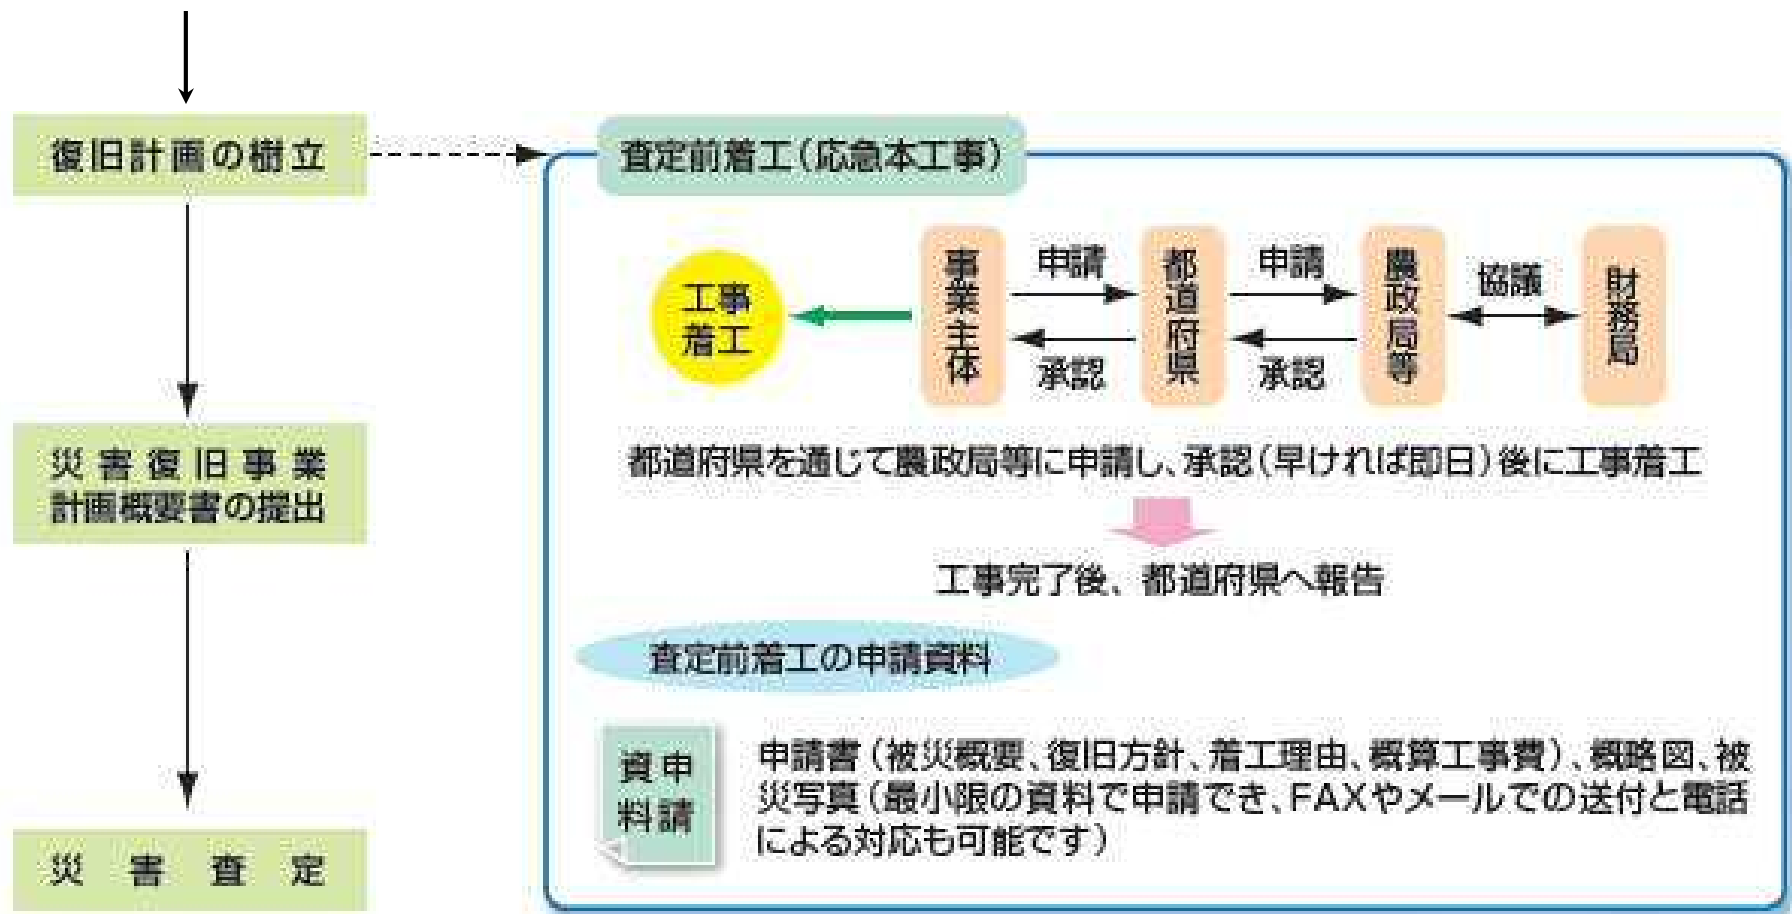 復旧計画の樹立
災害復旧事業
計画概要書の提出
災害査定
査定前着工(応急本工事)
工事
着工
事業主体
申請
承認
都道府県
申請
承認
農政局等
協議
財務局
都道府県を通じて農政局等に申請し、承認(早ければ即日)後に工事着工
工事完了後、都道府県へ報告
査定前着工の申請資料
申請
資料
申請書(被災概要、復旧方針、着工理由、概算工事費)、概略図、被
災写真(最小限の資料で申請でき、FAXやメールでの送付と電話
による対応も可能です)